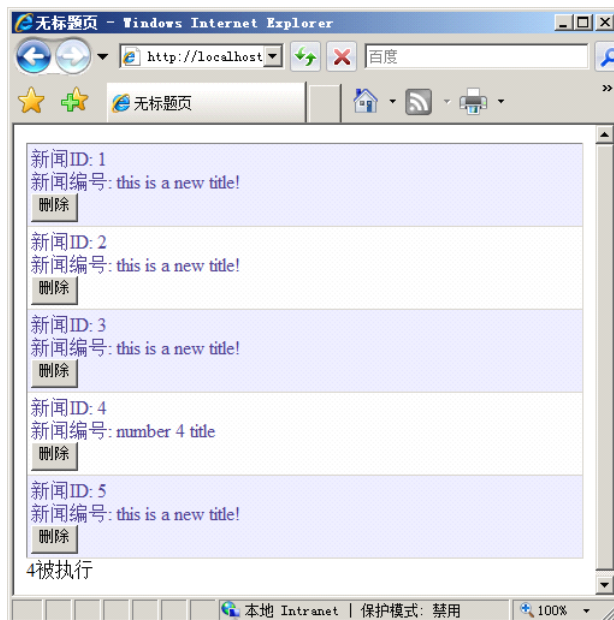 无标题页 - Windows Internet Explorer
http://localhost
百度
无标题页
»
新闻ID: 1
新闻编号: this is a new title!
删除
新闻ID: 2
新闻编号: this is a new title!
删除
新闻ID: 3
新闻编号: this is a new title!
删除
新闻ID: 4
新闻编号: number 4 title
删除
新闻ID: 5
新闻编号: this is a new title!
删除
4被执行
本地 Intranet | 保护模式: 禁用
100%